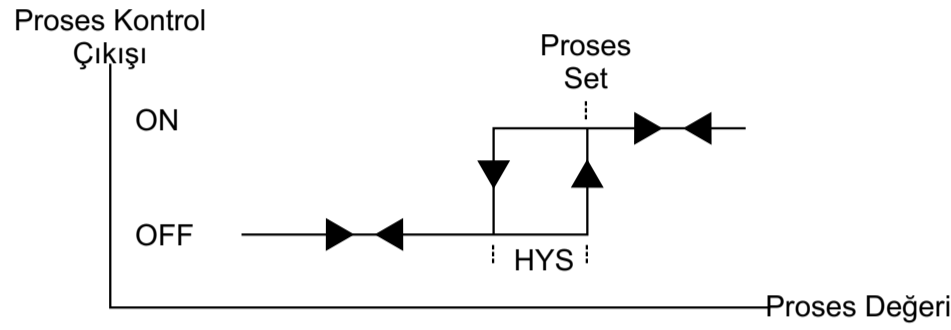 Proses Kontrol
Çıkışı
Proses
Set
ON
OFF
HYS
Proses Değeri